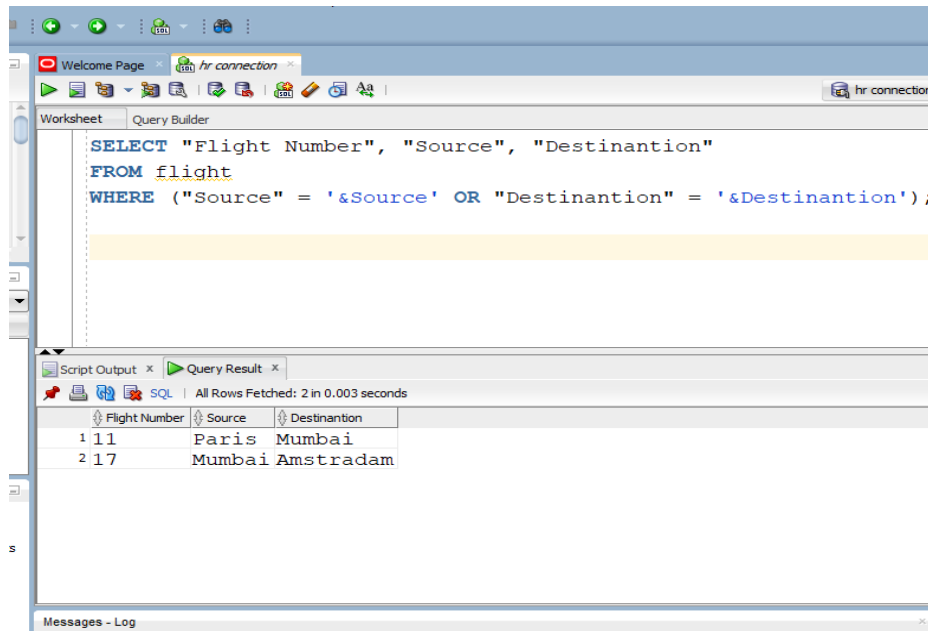 Welcome Page
hr connection
hr connection
Worksheet Query Builder
SELECT "Flight Number", "Source", "Destinantion"
FROM flight
WHERE ("Source" = '&Source' OR "Destinantion" = '&Destinantion');
Script Output x Query Result x
SQL | All Rows Fetched: 2 in 0.003 seconds
Flight Number Source Destinantion
1 11 Paris Mumbai
2 17 Mumbai Amstradam
s
Messages - Log